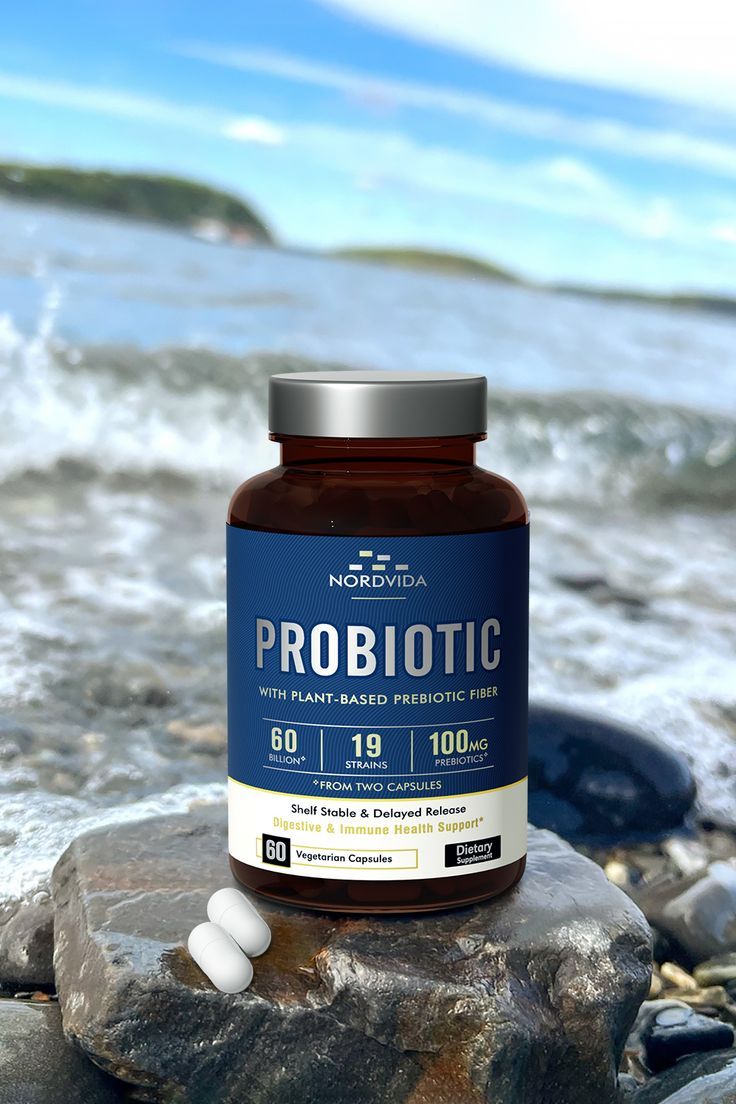 NORDVIDA
PROBIOTIC
WITH PLANT-BASED PREBIOTIC FIBER
60 BILLION⁘
19 STRAINS
100MG PREBIOTICS⁘
⁘FROM TWO CAPSULES
Shelf Stable & Delayed Release
Digestive & Immune Health Support*
60 Vegetarian Capsules
Dietary
Supplement